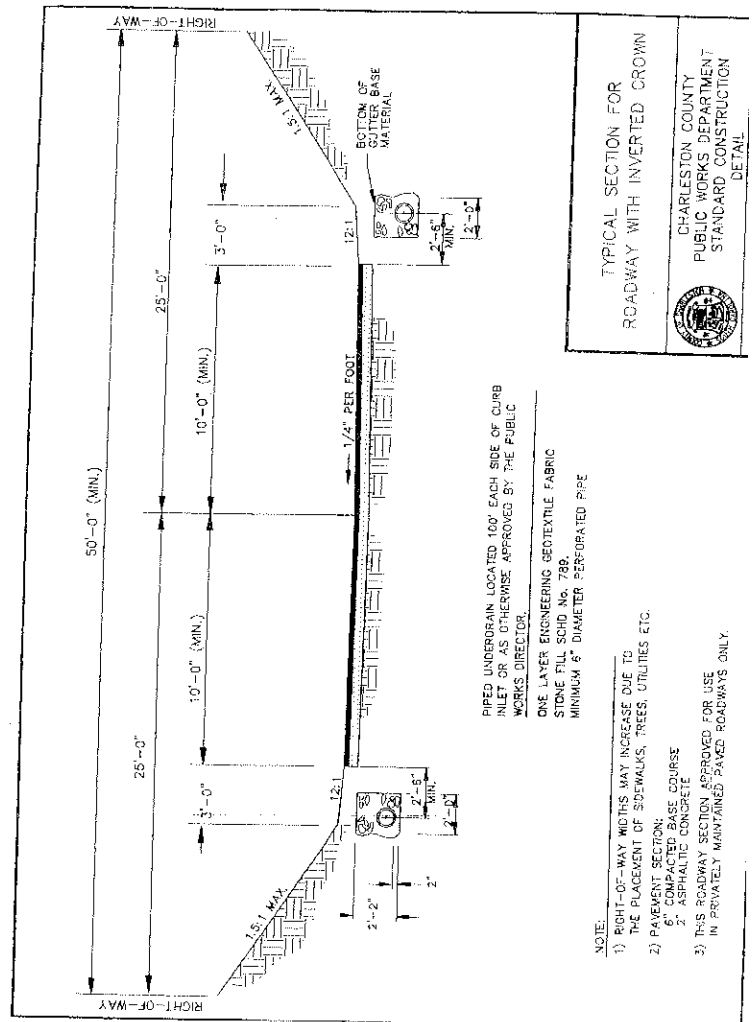 RIGHT-OF-WAY
RIGHT-OF-WAY
50'-0" (MIN.)
25'-0"
25'-0"
3'-0"
10'-0" (MIN.)
10'-0" (MIN.)
3'-0"
1.5:1 MAX.
12:1
1/4" PER FOOT
12:1
1.5:1 MAX.
2'-2"
2"
2'-6"
MIN.
2'-0"
2'-6"
MIN.
2'-0"
BOTTOM OF
GUTTER BASE
MATERIAL
PIPED UNDERDRAIN LOCATED 100' EACH SIDE OF CURB
INLET OR AS OTHERWISE APPROVED BY THE PUBLIC
WORKS DIRECTOR.
ONE LAYER ENGINEERING GEOTEXTILE FABRIC
STONE FILL SCHD No. 789.
MINIMUM 6" DIAMETER PERFORATED PIPE
NOTE:
1) RIGHT-OF-WAY WIDTHS MAY INCREASE DUE TO
THE PLACEMENT OF SIDEWALKS, TREES, UTILITIES ETC.
2) PAVEMENT SECTION:
6" COMPACTED BASE COURSE
2" ASPHALTIC CONCRETE
3) THIS ROADWAY SECTION APPROVED FOR USE
IN PRIVATELY MAINTAINED PAVED ROADWAYS ONLY.
TYPICAL SECTION FOR
ROADWAY WITH INVERTED CROWN
CHARLESTON COUNTY
PUBLIC WORKS DEPARTMENT
STANDARD CONSTRUCTION
DETAIL